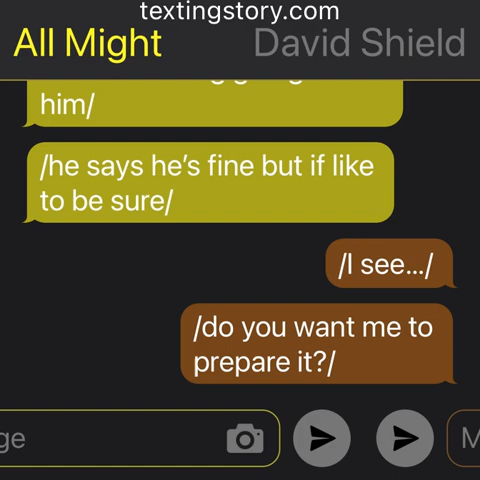 textingstory.com
All Might
David Shield
him/
/he says he's fine but if like
to be sure/
/I see.../
/do you want me to
prepare it?/
ge
M